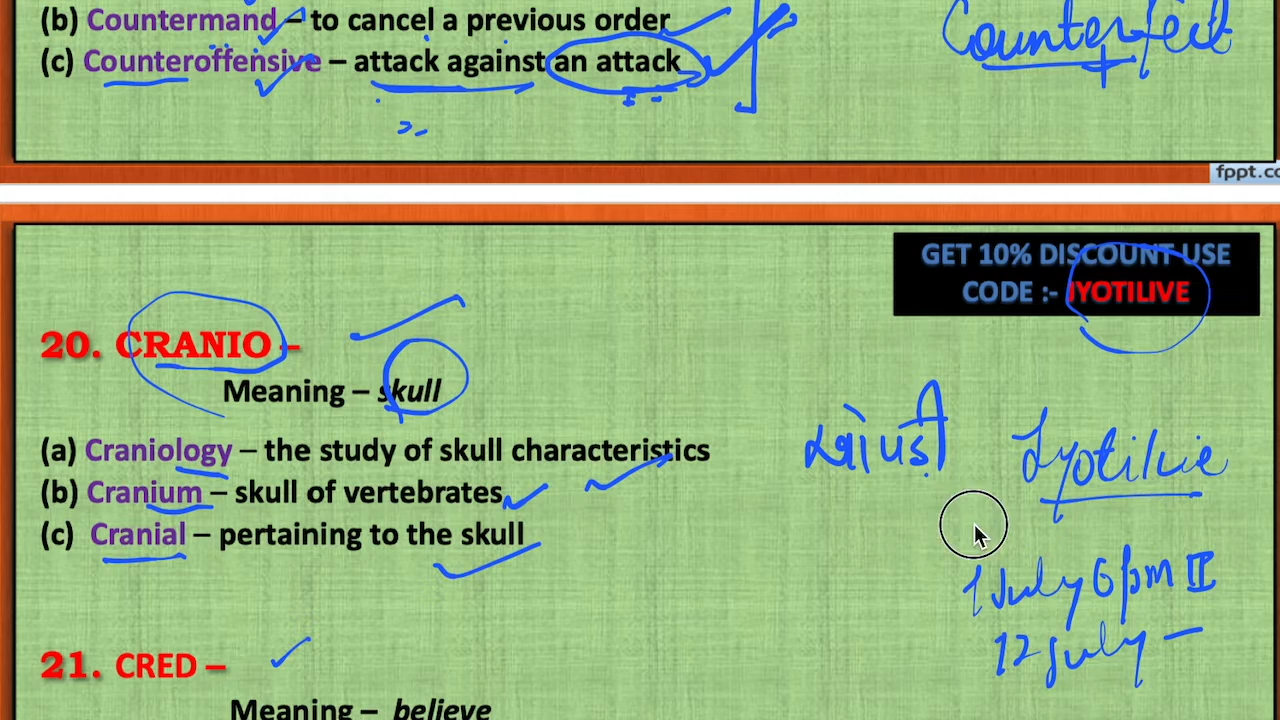 (b) Countermand – to cancel a previous order
(c) Counteroffensive – attack against an attack
Counterfeit
fppt.co
GET 10% DISCOUNT USE
CODE :- JYOTILIVE
20. CRANIO –
Meaning – skull
(a) Craniology – the study of skull characteristics
(b) Cranium – skull of vertebrates
(c) Cranial – pertaining to the skull
Jyotilvie
1 July 6 pm II
12 July –
21. CRED –
Meaning – believe